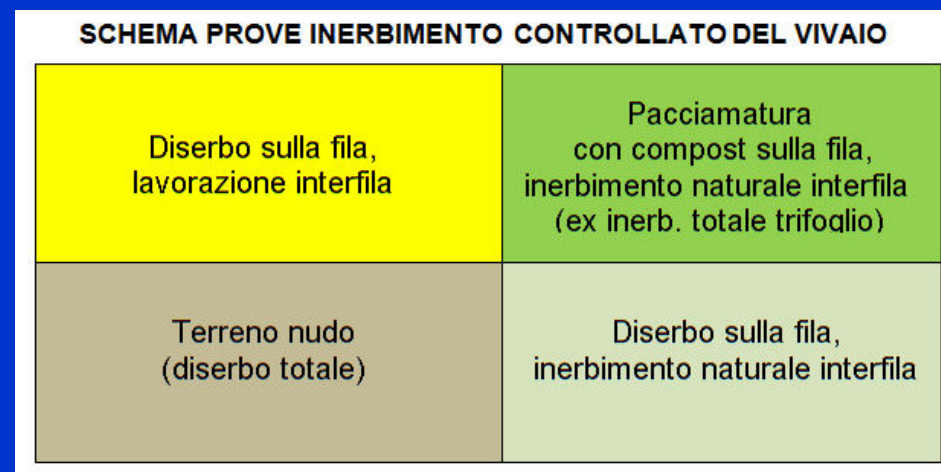 SCHEMA PROVE INERBIMENTO CONTROLLATO DEL VIVAIO
Diserbo sulla fila,
lavorazione interfila
Pacciamatura
con compost sulla fila,
inerbimento naturale interfila
(ex inerb. totale trifoglio)
Terreno nudo
(diserbo totale)
Diserbo sulla fila,
inerbimento naturale interfila